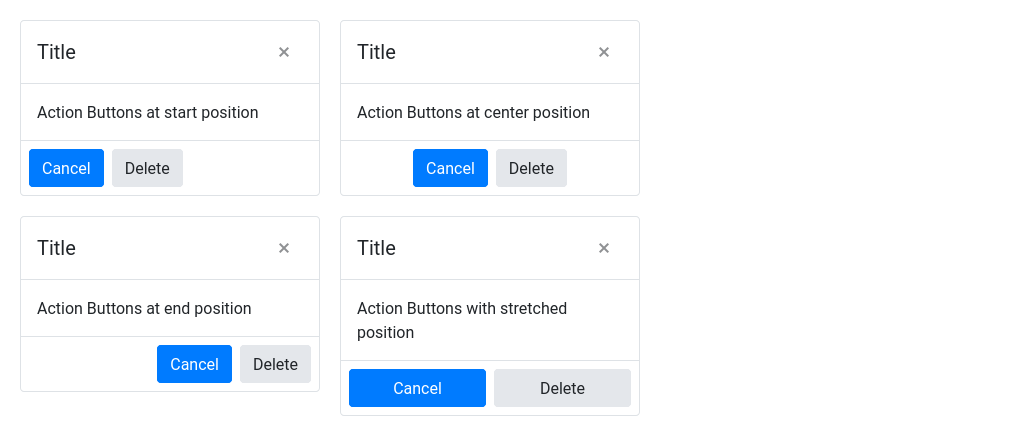 Title ×
Action Buttons at start position
Cancel Delete
Title ×
Action Buttons at center position
Cancel Delete
Title ×
Action Buttons at end position
Cancel Delete
Title ×
Action Buttons with stretched
position
Cancel Delete